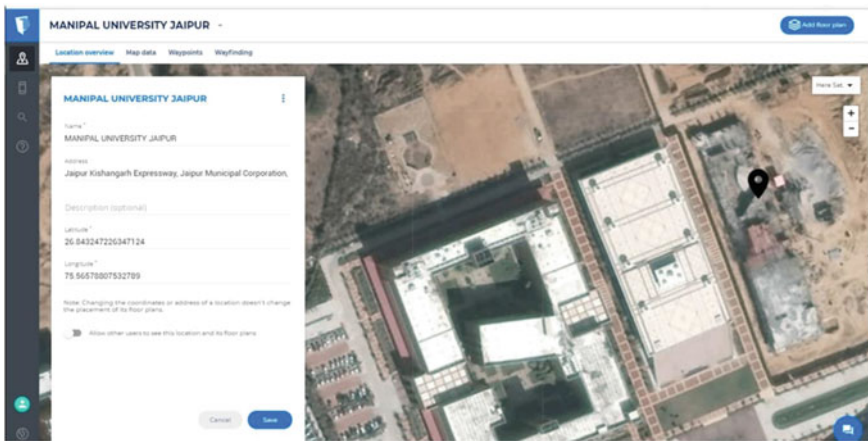 MANIPAL UNIVERSITY JAIPUR
Add floor plan
Location overview Map data Waypoints Wayfinding
MANIPAL UNIVERSITY JAIPUR
Name *
MANIPAL UNIVERSITY JAIPUR
Address
Jaipur Kishangarh Expressway, Jaipur Municipal Corporation,
Description (optional)
Latitude *
26.843247226347124
Longitude *
75.56578807532789
Note: Changing the coordinates or address of a location doesn't change
the placement of its floor plans.
Allow other users to see this location and its floor plans
Cancel Save
Here Sat.
+
−